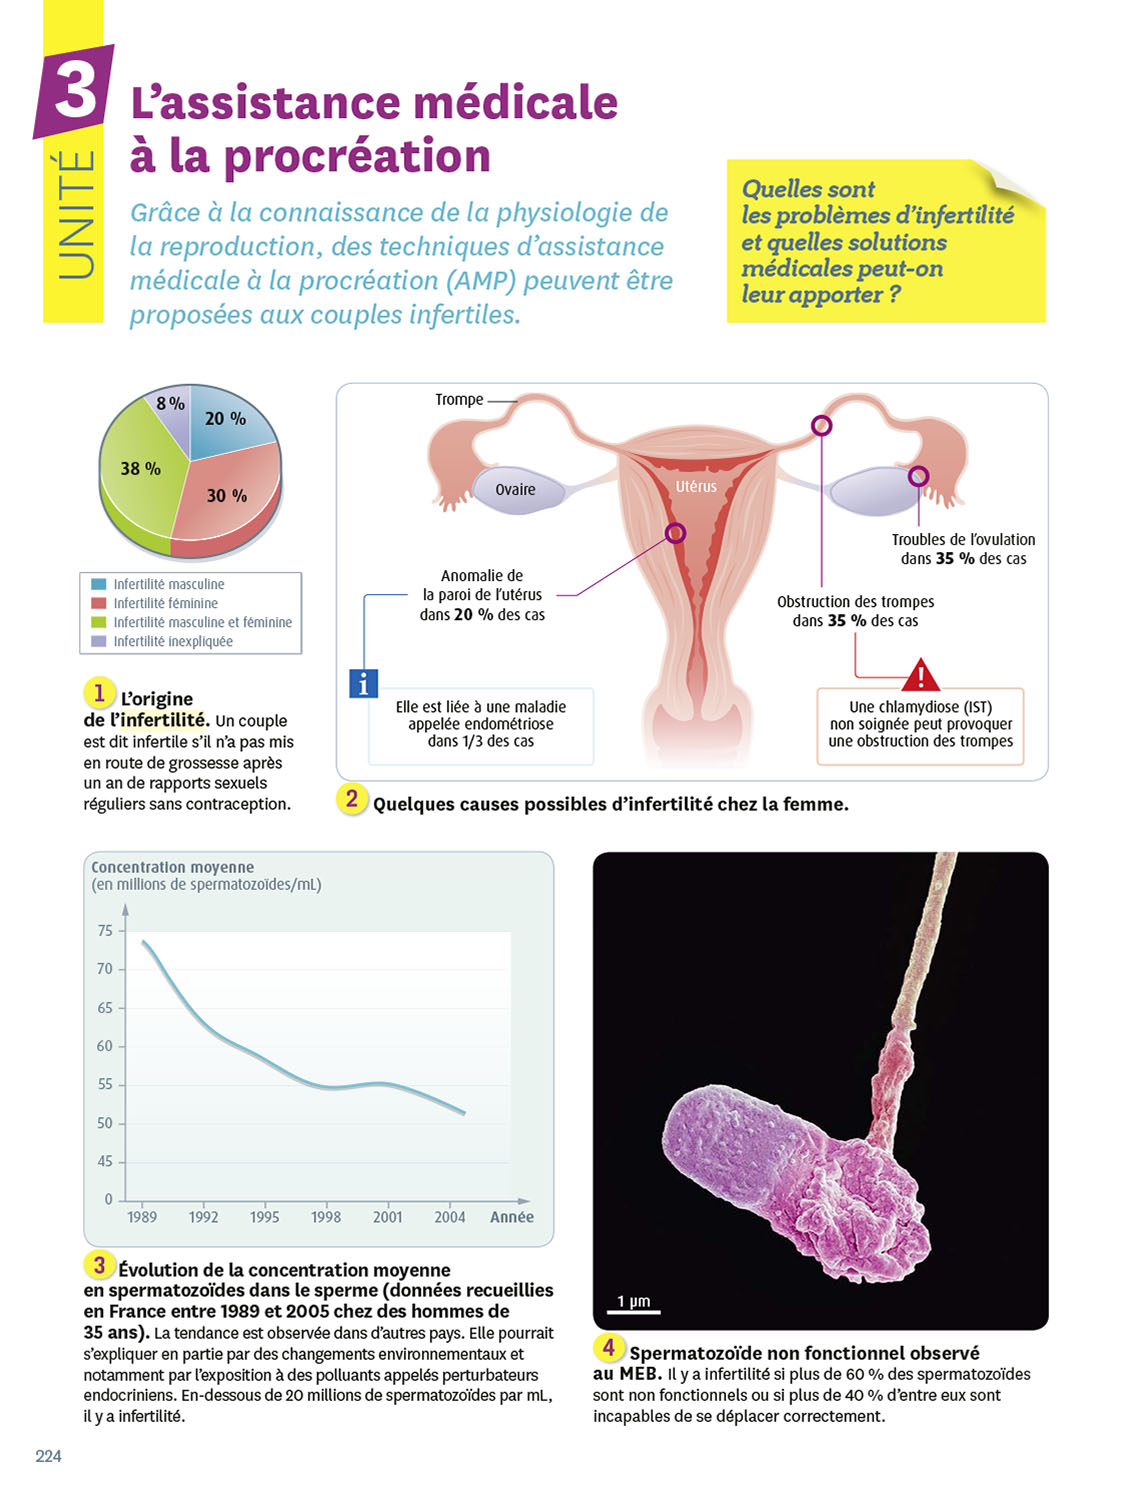 3
UNITÉ
L'assistance médicale
à la procréation
Grâce à la connaissance de la physiologie de
la reproduction, des techniques d'assistance
médicale à la procréation (AMP) peuvent être
proposées aux couples infertiles.
Quelles sont
les problèmes d'infertilité
et quelles solutions
médicales peut-on
leur apporter ?
8 %
20 %
38 %
30 %
Infertilité masculine
Infertilité féminine
Infertilité masculine et féminine
Infertilité inexpliquée
1 L'origine
de l'infertilité. Un couple
est dit infertile s'il n'a pas mis
en route de grossesse après
un an de rapports sexuels
réguliers sans contraception.
Trompe
Ovaire
Utérus
Troubles de l'ovulation
dans 35 % des cas
Anomalie de
la paroi de l'utérus
dans 20 % des cas
Obstruction des trompes
dans 35 % des cas
i
Elle est liée à une maladie
appelée endométriose
dans 1/3 des cas
!
Une chlamydiose (IST)
non soignée peut provoquer
une obstruction des trompes
2 Quelques causes possibles d'infertilité chez la femme.
Concentration moyenne
(en millions de spermatozoïdes/mL)
75
70
65
60
55
50
45
0
1989 1992 1995 1998 2001 2004 Année
3 Évolution de la concentration moyenne
en spermatozoïdes dans le sperme (données recueillies
en France entre 1989 et 2005 chez des hommes de
35 ans). La tendance est observée dans d'autres pays. Elle pourrait
s'expliquer en partie par des changements environnementaux et
notamment par l'exposition à des polluants appelés perturbateurs
endocriniens. En-dessous de 20 millions de spermatozoïdes par mL,
il y a infertilité.
1 µm
4 Spermatozoïde non fonctionnel observé
au MEB. Il y a infertilité si plus de 60 % des spermatozoïdes
sont non fonctionnels ou si plus de 40 % d'entre eux sont
incapables de se déplacer correctement.
224